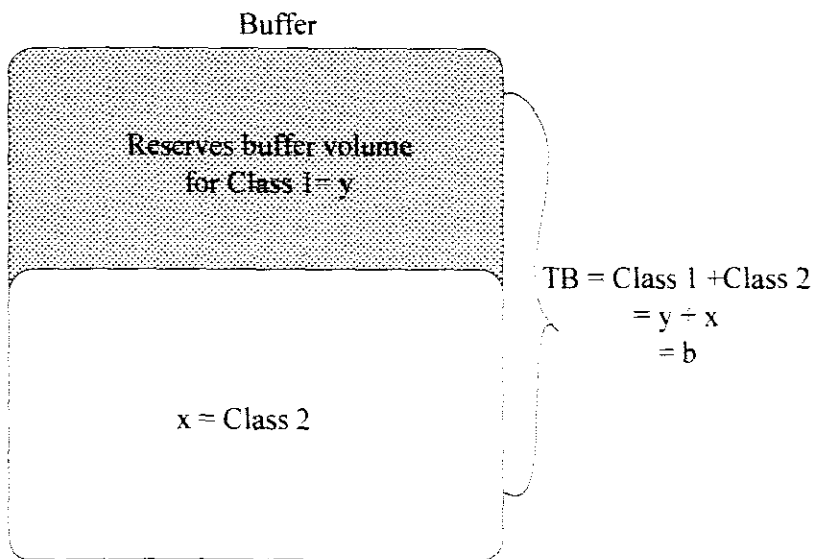 Buffer
Reserves buffer volume
for Class 1= y
TB = Class 1 +Class 2
= y + x
= b
x = Class 2